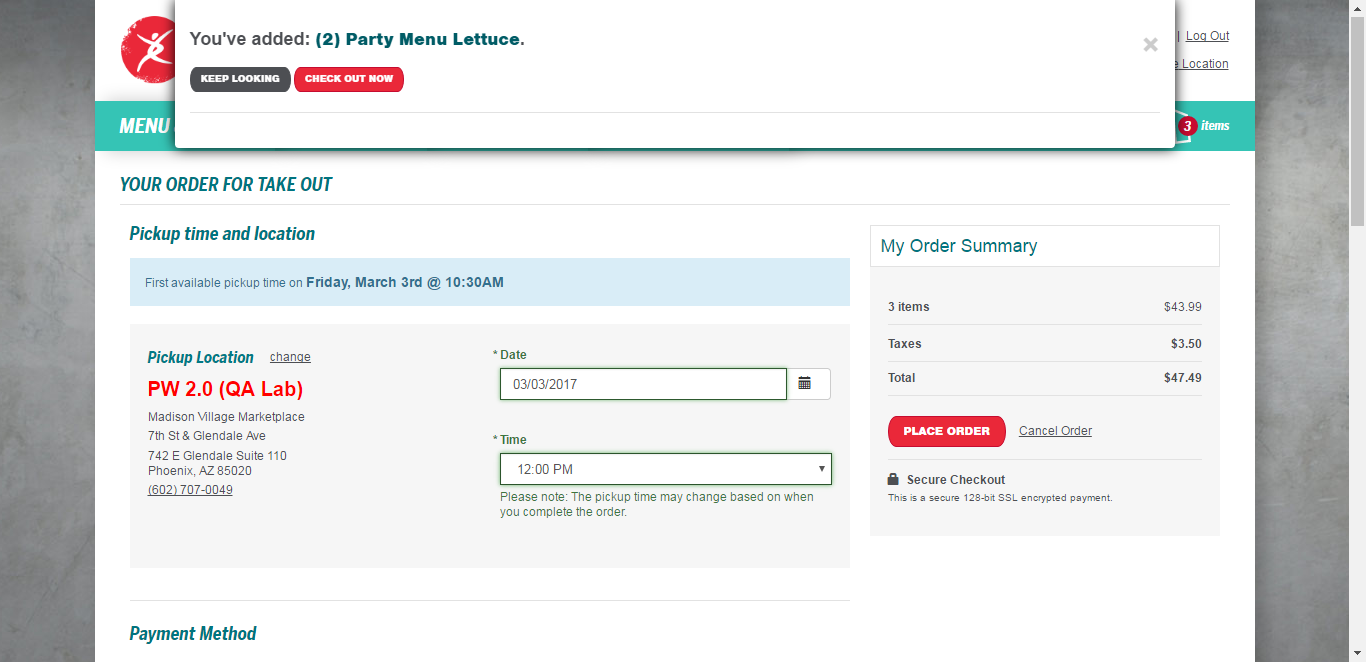 You've added: (2) Party Menu Lettuce.
KEEP LOOKING CHECK OUT NOW
| Log Out
Location
MENU
3 items
YOUR ORDER FOR TAKE OUT
Pickup time and location
First available pickup time on Friday, March 3rd @ 10:30AM
Pickup Location change
PW 2.0 (QA Lab)
Madison Village Marketplace
7th St & Glendale Ave
742 E Glendale Suite 110
Phoenix, AZ 85020
(602) 707-0049
* Date
03/03/2017
* Time
12:00 PM
Please note: The pickup time may change based on when
you complete the order.
My Order Summary
3 items $43.99
Taxes $3.50
Total $47.49
PLACE ORDER Cancel Order
Secure Checkout
This is a secure 128-bit SSL encrypted payment.
Payment Method